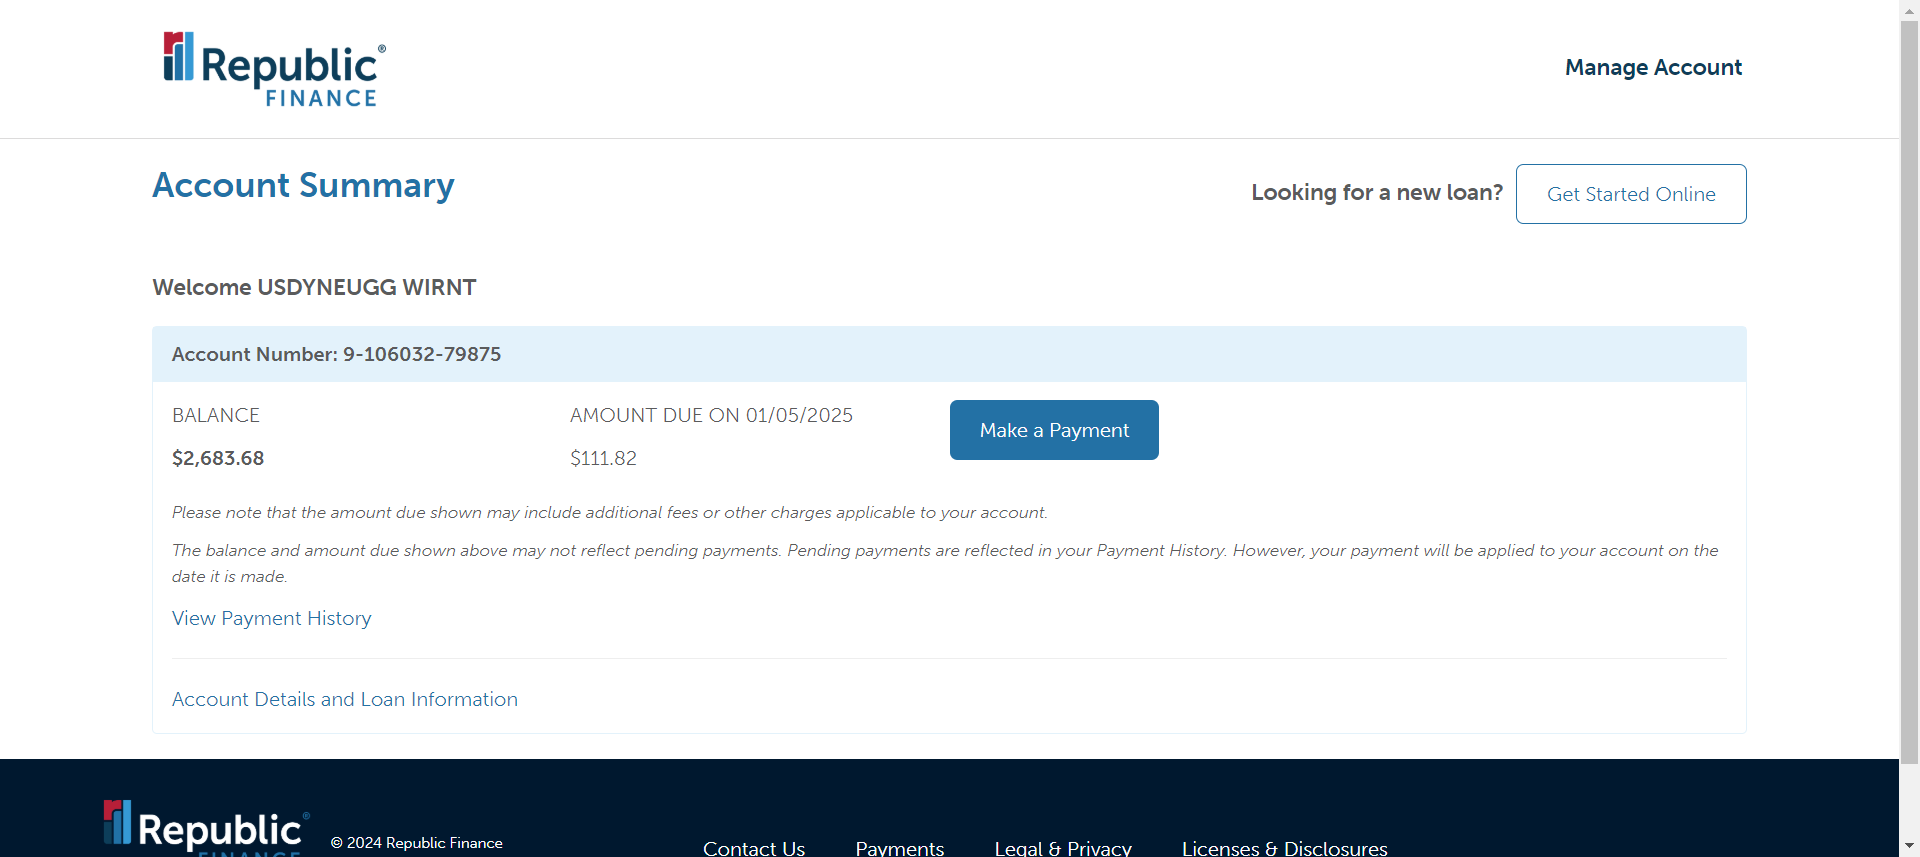 Republic®
FINANCE
Manage Account
Account Summary
Looking for a new loan?
Get Started Online
Welcome USDYNEUGG WIRNT
Account Number: 9-106032-79875
BALANCE
AMOUNT DUE ON 01/05/2025
Make a Payment
$2,683.68
$111.82
Please note that the amount due shown may include additional fees or other charges applicable to your account.
The balance and amount due shown above may not reflect pending payments. Pending payments are reflected in your Payment History. However, your payment will be applied to your account on the
date it is made.
View Payment History
Account Details and Loan Information
Republic®
FINANCE
© 2024 Republic Finance
Contact Us
Payments
Legal & Privacy
Licenses & Disclosures